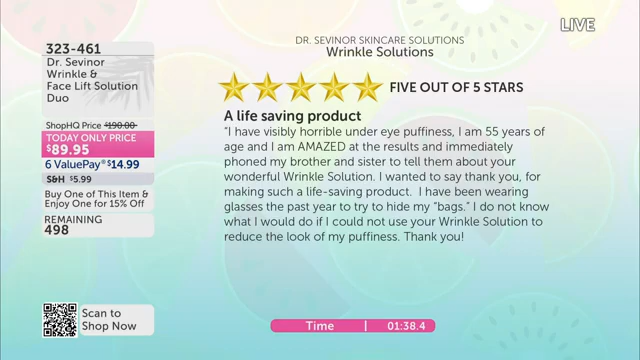 LIVE
323-461
Dr. Sevinor
Wrinkle &
Face Lift Solution
Duo
ShopHQ Price $190.00
TODAY ONLY PRICE
$89.95
6 ValuePay® $14.99
S&H $5.99
Buy One of This Item &
Enjoy One for 15% Off
REMAINING
498
Scan to
Shop Now
DR. SEVINOR SKINCARE SOLUTIONS
Wrinkle Solutions
FIVE OUT OF 5 STARS
A life saving product
"I have visibly horrible under eye puffiness, I am 55 years of
age and I am AMAZED at the results and immediately
phoned my brother and sister to tell them about your
wonderful Wrinkle Solution. I wanted to say thank you, for
making such a life-saving product.  I have been wearing
glasses the past year to try to hide my "bags." I do not know
what I would do if I could not use your Wrinkle Solution to
reduce the look of my puffiness. Thank you!
Time | 01:38.4